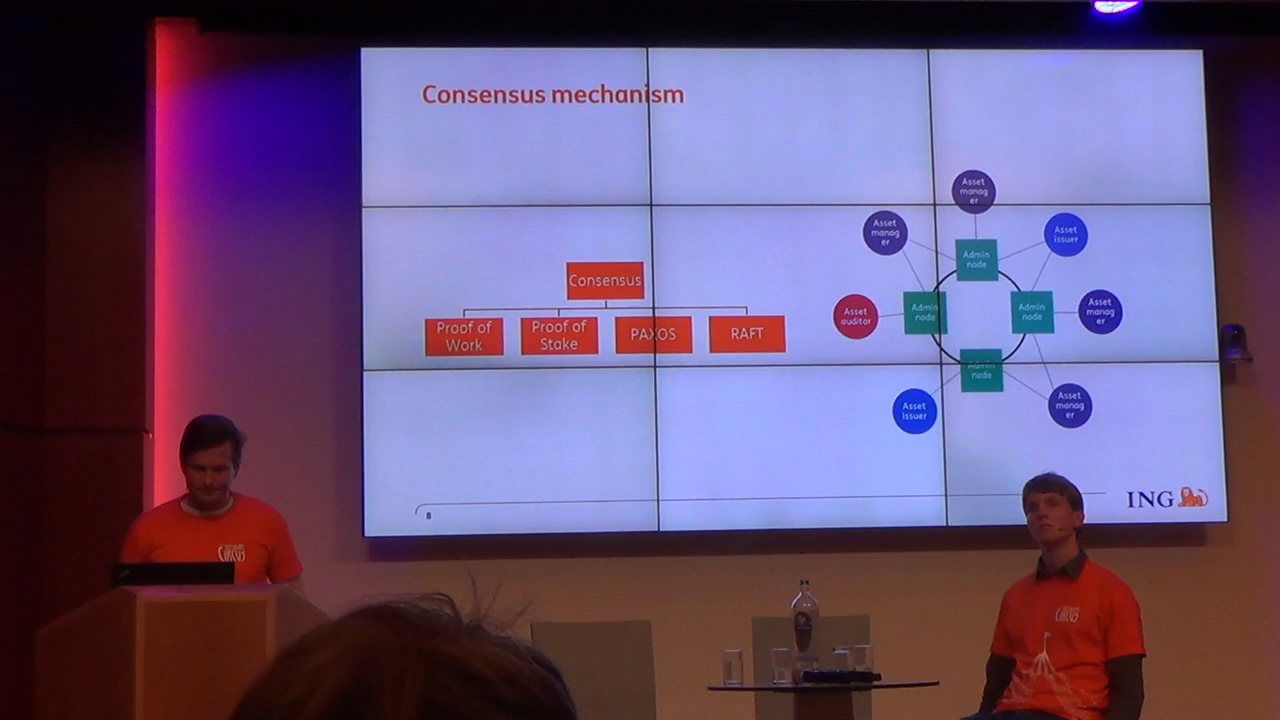 Consensus mechanism
Consensus
Proof of
Work
Proof of
Stake
PAXOS
RAFT
Asset
manag
er
Asset
manag
er
Asset
issuer
Admin
node
Asset
auditor
Admin
node
Admin
node
Asset
manag
er
Admin
node
Asset
issuer
Asset
manag
er
8
ING
CIRCUS
CIRCUS